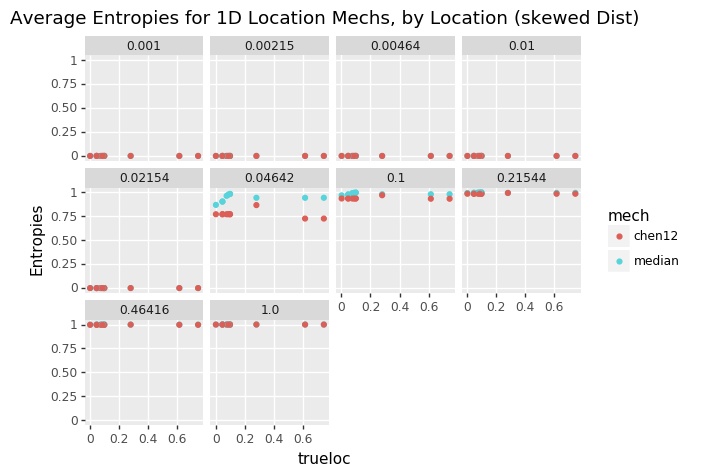 Average Entropies for 1D Location Mechs, by Location (skewed Dist)
0.001 0.00215 0.00464 0.01
1
0.75
0.50
0.25
0
0.02154 0.04642 0.1 0.21544
1
0.75
0.50
0.25
0
Entropies
mech
chen12
median
0 0.2 0.4 0.6 0 0.2 0.4 0.6
0.46416 1.0
1
0.75
0.50
0.25
0
0 0.2 0.4 0.6 0 0.2 0.4 0.6
trueloc